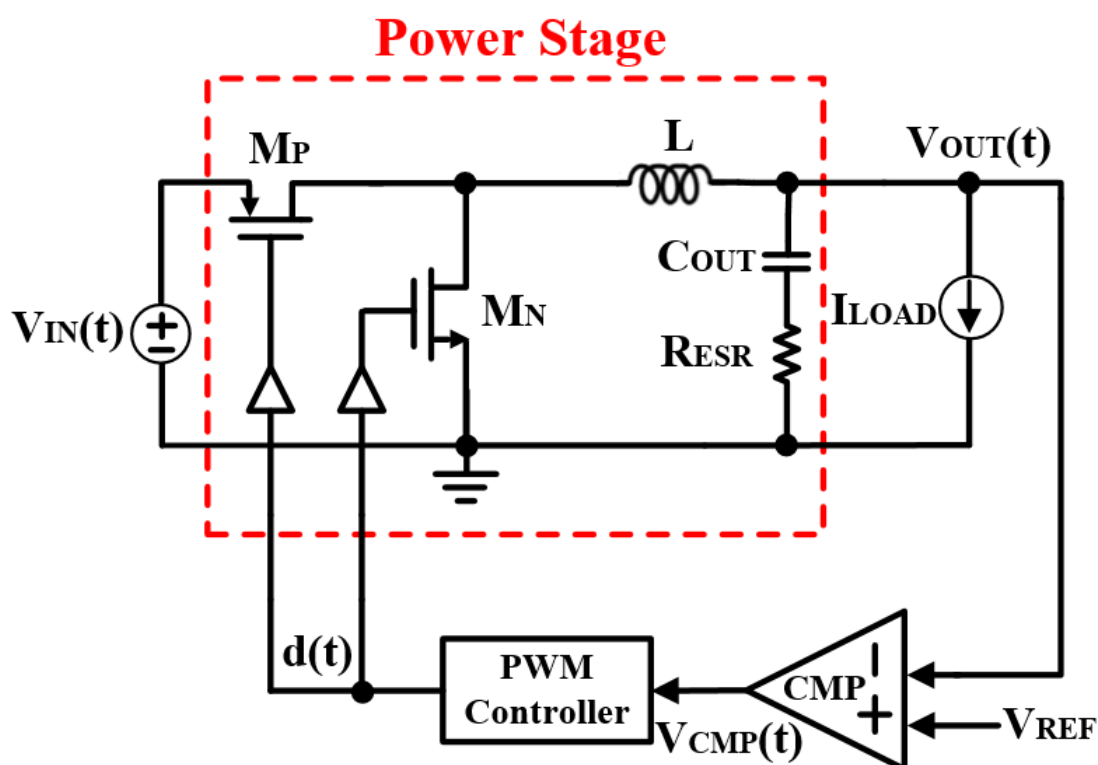 Power Stage
MP
L
VOUT(t)
COUT
MN
ILOAD
VIN(t)
RESR
d(t)
PWM
Controller
CMP
VCMP(t)
VREF